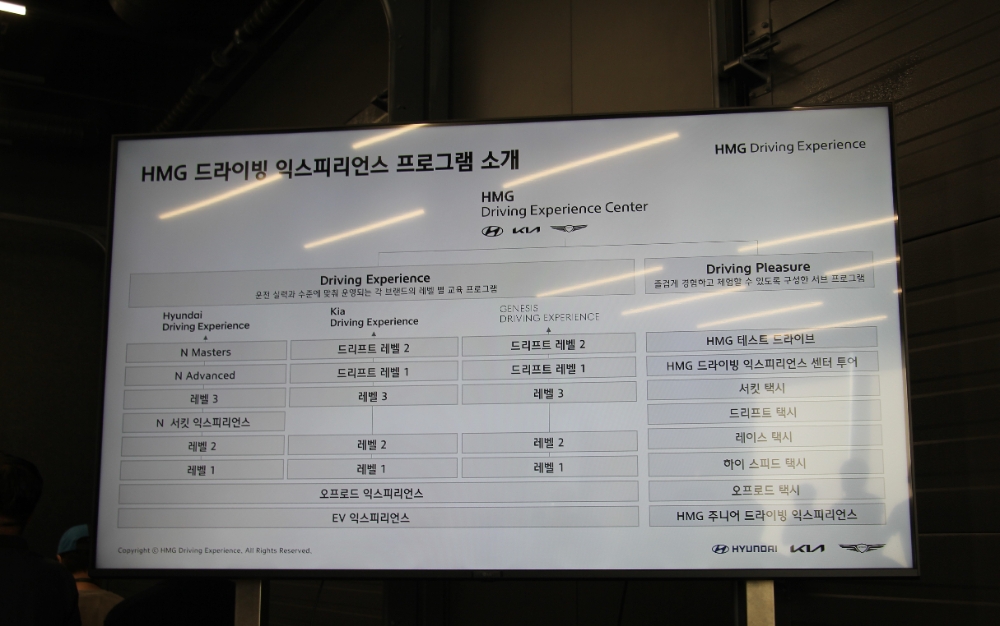 HMG 드라이빙 익스피리언스 프로그램 소개
HMG Driving Experience
HMG
Driving Experience Center
KIA
Driving Experience
운전 실력과 수준에 맞춰 운영되는 각 브랜드의 레벨 별 교육 프로그램
Driving Pleasure
즐겁게 경험하고 체험할 수 있도록 구성한 서브 프로그램
Hyundai
Driving Experience
N Masters
N Advanced
레벨 3
N 서킷 익스피리언스
레벨 2
레벨 1
Kia
Driving Experience
드리프트 레벨 2
드리프트 레벨 1
레벨 3
레벨 2
레벨 1
GENESIS
DRIVING EXPERIENCE
드리프트 레벨 2
드리프트 레벨 1
레벨 3
레벨 2
레벨 1
오프로드 익스피리언스
EV 익스피리언스
HMG 테스트 드라이브
HMG 드라이빙 익스피리언스 센터 투어
서킷 택시
드리프트 택시
레이스 택시
하이 스피드 택시
오프로드 택시
HMG 주니어 드라이빙 익스피리언스
Copyright ⓒ HMG Driving Experience. All Rights Reserved.
HYUNDAI KIA